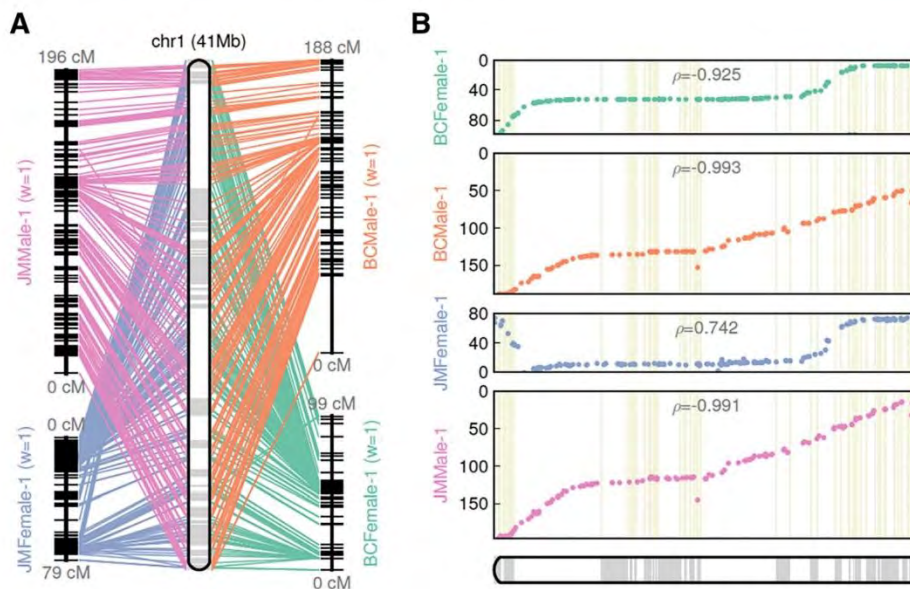 A
chr1 (41Mb)
196 cM
188 cM
JMMale-1 (w=1)
BCMale-1 (w=1)
0 cM
0 cM
0 cM
99 cM
JMFemale-1 (w=1)
BCFemale-1 (w=1)
79 cM
0 cM
B
BCFemale-1
0
40
80
ρ=-0.925
BCMale-1
0
50
100
150
ρ=-0.993
JMFemale-1
80
40
0
ρ=0.742
JMMale-1
0
50
100
150
ρ=-0.991